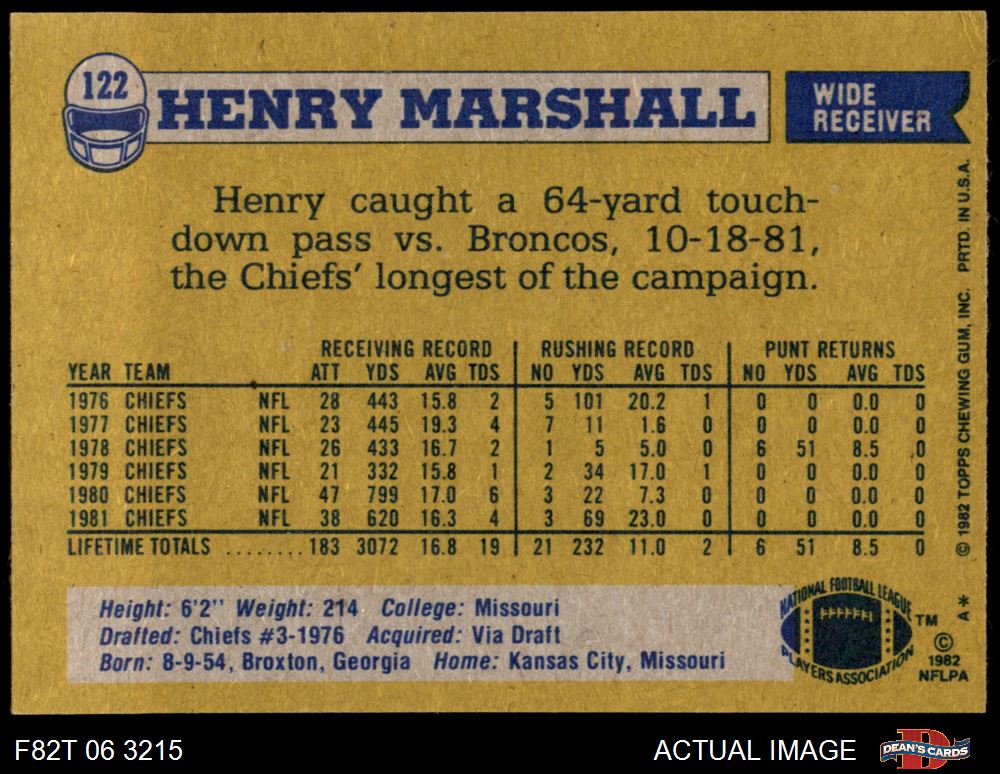 122
HENRY MARSHALL
WIDE
RECEIVER
Henry caught a 64-yard touch-
down pass vs. Broncos, 10-18-81,
the Chiefs' longest of the campaign.
RECEIVING RECORD RUSHING RECORD PUNT RETURNS
YEAR TEAM ATT YDS AVG TDS NO YDS AVG TDS NO YDS AVG TDS
1976 CHIEFS NFL 28 443 15.8 2 5 101 20.2 1 0 0 0.0 0
1977 CHIEFS NFL 23 445 19.3 4 7 11 1.6 0 0 0 0.0 0
1978 CHIEFS NFL 26 433 16.7 2 1 5 5.0 0 6 51 8.5 0
1979 CHIEFS NFL 21 332 15.8 1 2 34 17.0 1 0 0 0.0 0
1980 CHIEFS NFL 47 799 17.0 6 3 22 7.3 0 0 0 0.0 0
1981 CHIEFS NFL 38 620 16.3 4 3 69 23.0 0 0 0 0.0 0
LIFETIME TOTALS ........ 183 3072 16.8 19 21 232 11.0 2 6 51 8.5 0
Height: 6'2" Weight: 214 College: Missouri
Drafted: Chiefs #3-1976 Acquired: Via Draft
Born: 8-9-54, Broxton, Georgia Home: Kansas City, Missouri
NATIONAL FOOTBALL LEAGUE
PLAYERS ASSOCIATION
TM
©
1982
NFLPA
A*
© 1982 TOPPS CHEWING GUM, INC. PRTD. IN U.S.A.
F82T 06 3215
ACTUAL IMAGE
B
DEAN'S CARDS